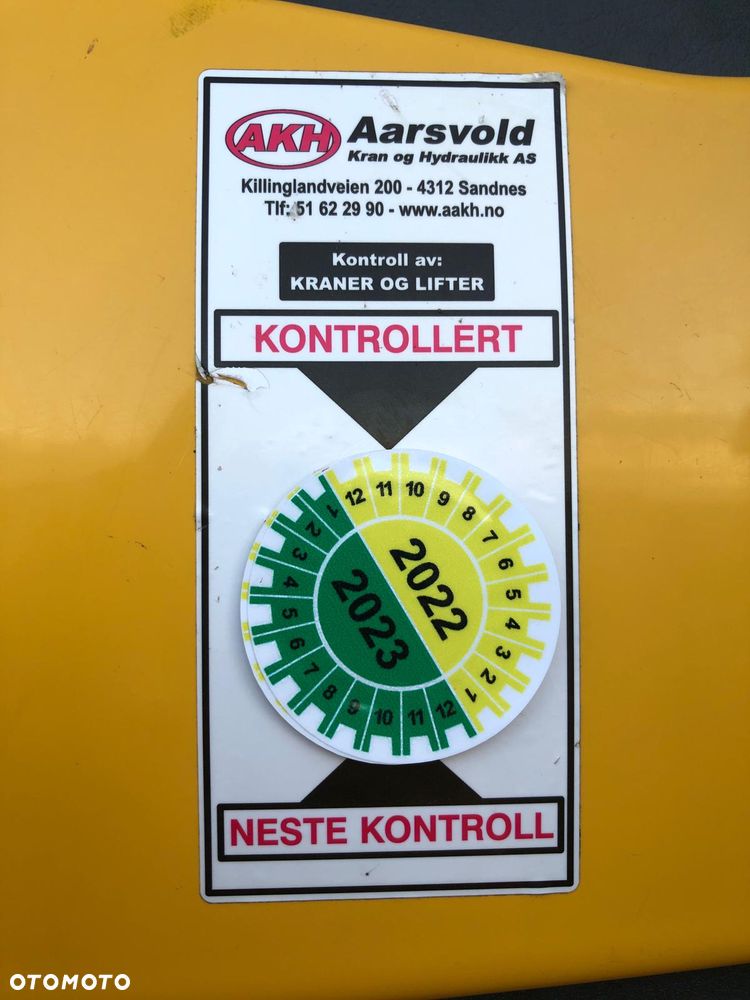 AKH Aarsvold
Kran og Hydraulikk AS
Killinglandveien 200 - 4312 Sandnes
Tlf: 51 62 29 90 - www.aakh.no
Kontroll av:
KRANER OG LIFTER
KONTROLLERT
12 11 10 9 8 7 6 5 4 3 2 1
2022
2023
1 2 3 4 5 6 7 8 9 10 11 12
NESTE KONTROLL
OTOMOTO